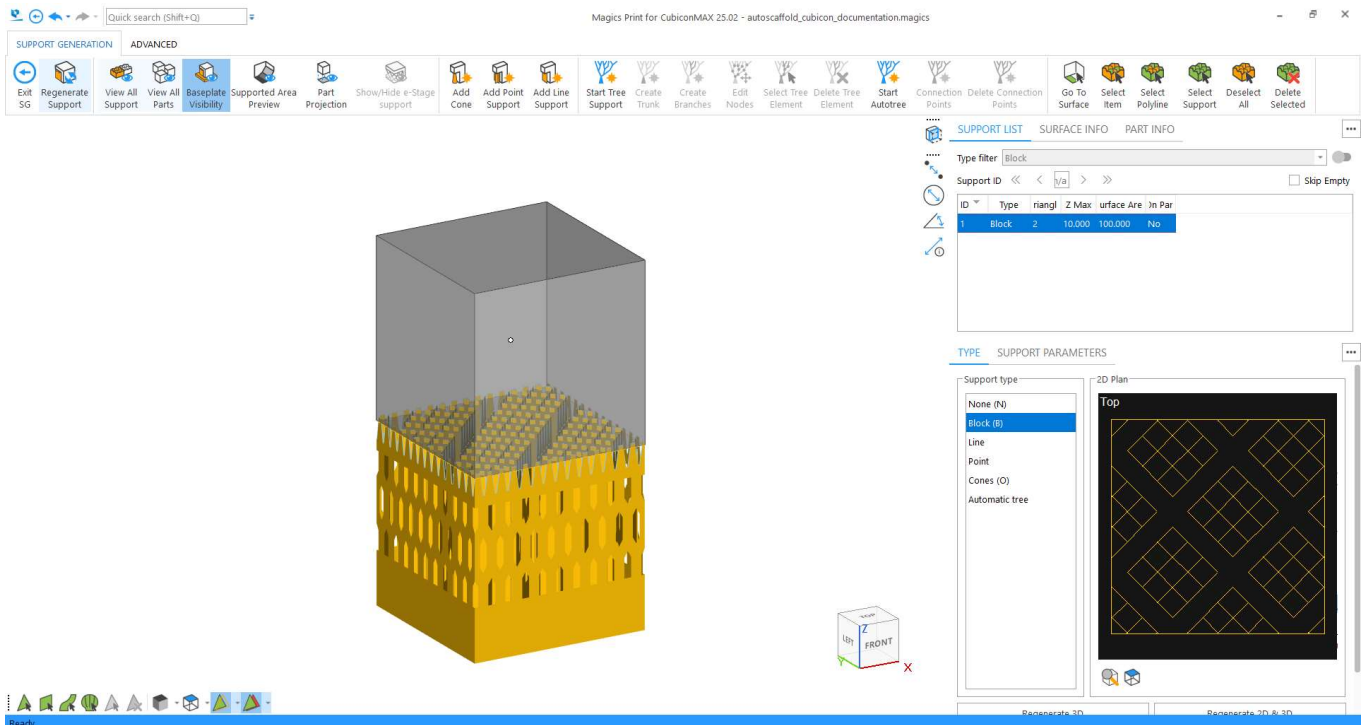 Quick search (Shift+Q)
Magics Print for CubiconMAX 25.02 - autoscaffold_cubicon_documentation.magics
SUPPORT GENERATION ADVANCED
Exit SG
Regenerate Support
View All Support
View All Parts
Baseplate Visibility
Supported Area Preview
Part Projection
Show/Hide e-Stage support
Add Cone
Add Point Support
Add Line Support
Start Tree Support
Create Trunk
Create Branches
Edit Nodes
Select Tree Element
Delete Tree Element
Start Autotree
Connection Points
Delete Connection Points
Go To Surface
Select Item
Select Polyline
Select Support
Deselect All
Delete Selected
SUPPORT LIST SURFACE INFO PART INFO
Type filter Block
Support ID n/a Skip Empty
ID Type riangl Z Max urface Are On Par
1 Block 2 10.000 100.000 No
TYPE SUPPORT PARAMETERS
Support type 2D Plan
None (N)
Block (B)
Line
Point
Cones (O)
Automatic tree
Top
TOP
LEFT FRONT
Z
Y
X
Regenerate 3D Regenerate 2D & 3D
Ready